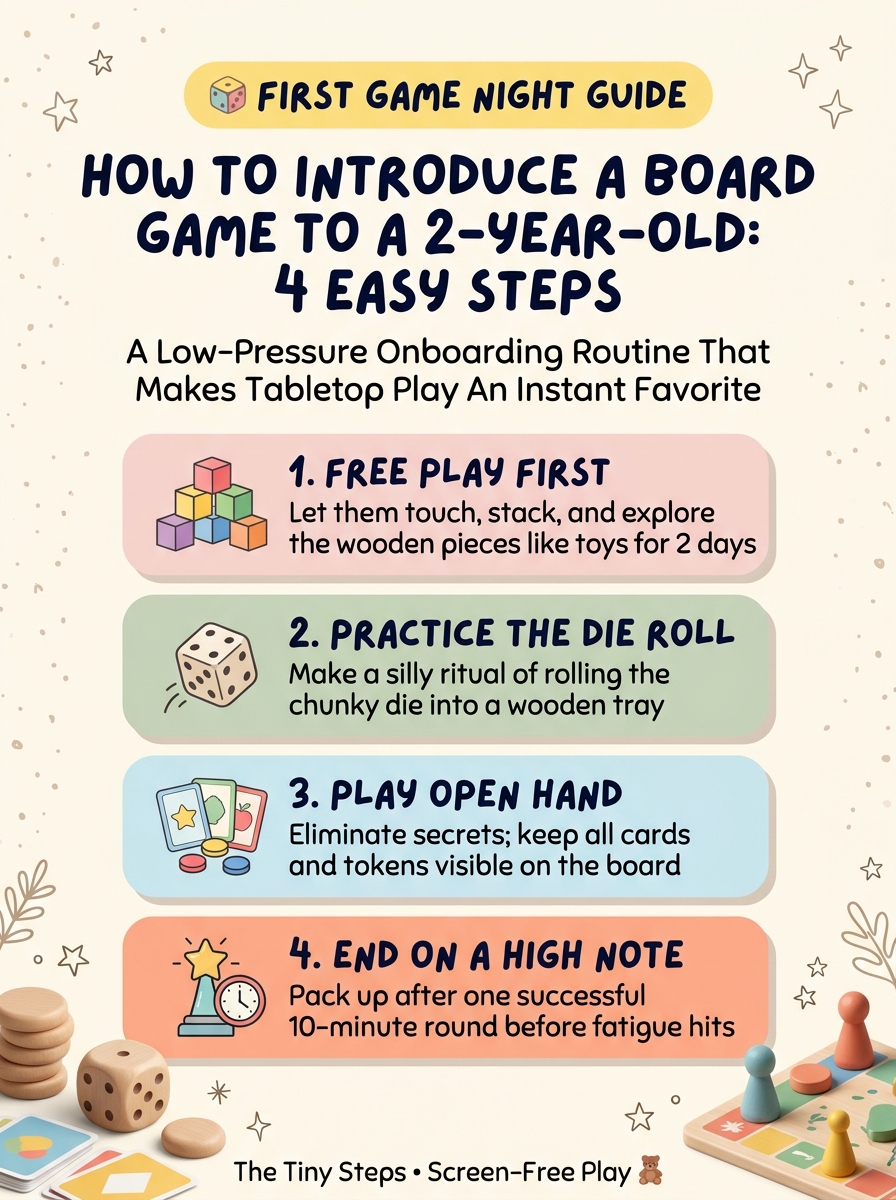 FIRST GAME NIGHT GUIDE
HOW TO INTRODUCE A BOARD
GAME TO A 2-YEAR-OLD:
4 EASY STEPS
A Low-Pressure Onboarding Routine That
Makes Tabletop Play An Instant Favorite
1. FREE PLAY FIRST
Let them touch, stack, and explore
the wooden pieces like toys for 2 days
2. PRACTICE THE DIE ROLL
Make a silly ritual of rolling the
chunky die into a wooden tray
3. PLAY OPEN HAND
Eliminate secrets; keep all cards
and tokens visible on the board
4. END ON A HIGH NOTE
Pack up after one successful
10-minute round before fatigue hits
The Tiny Steps • Screen-Free Play